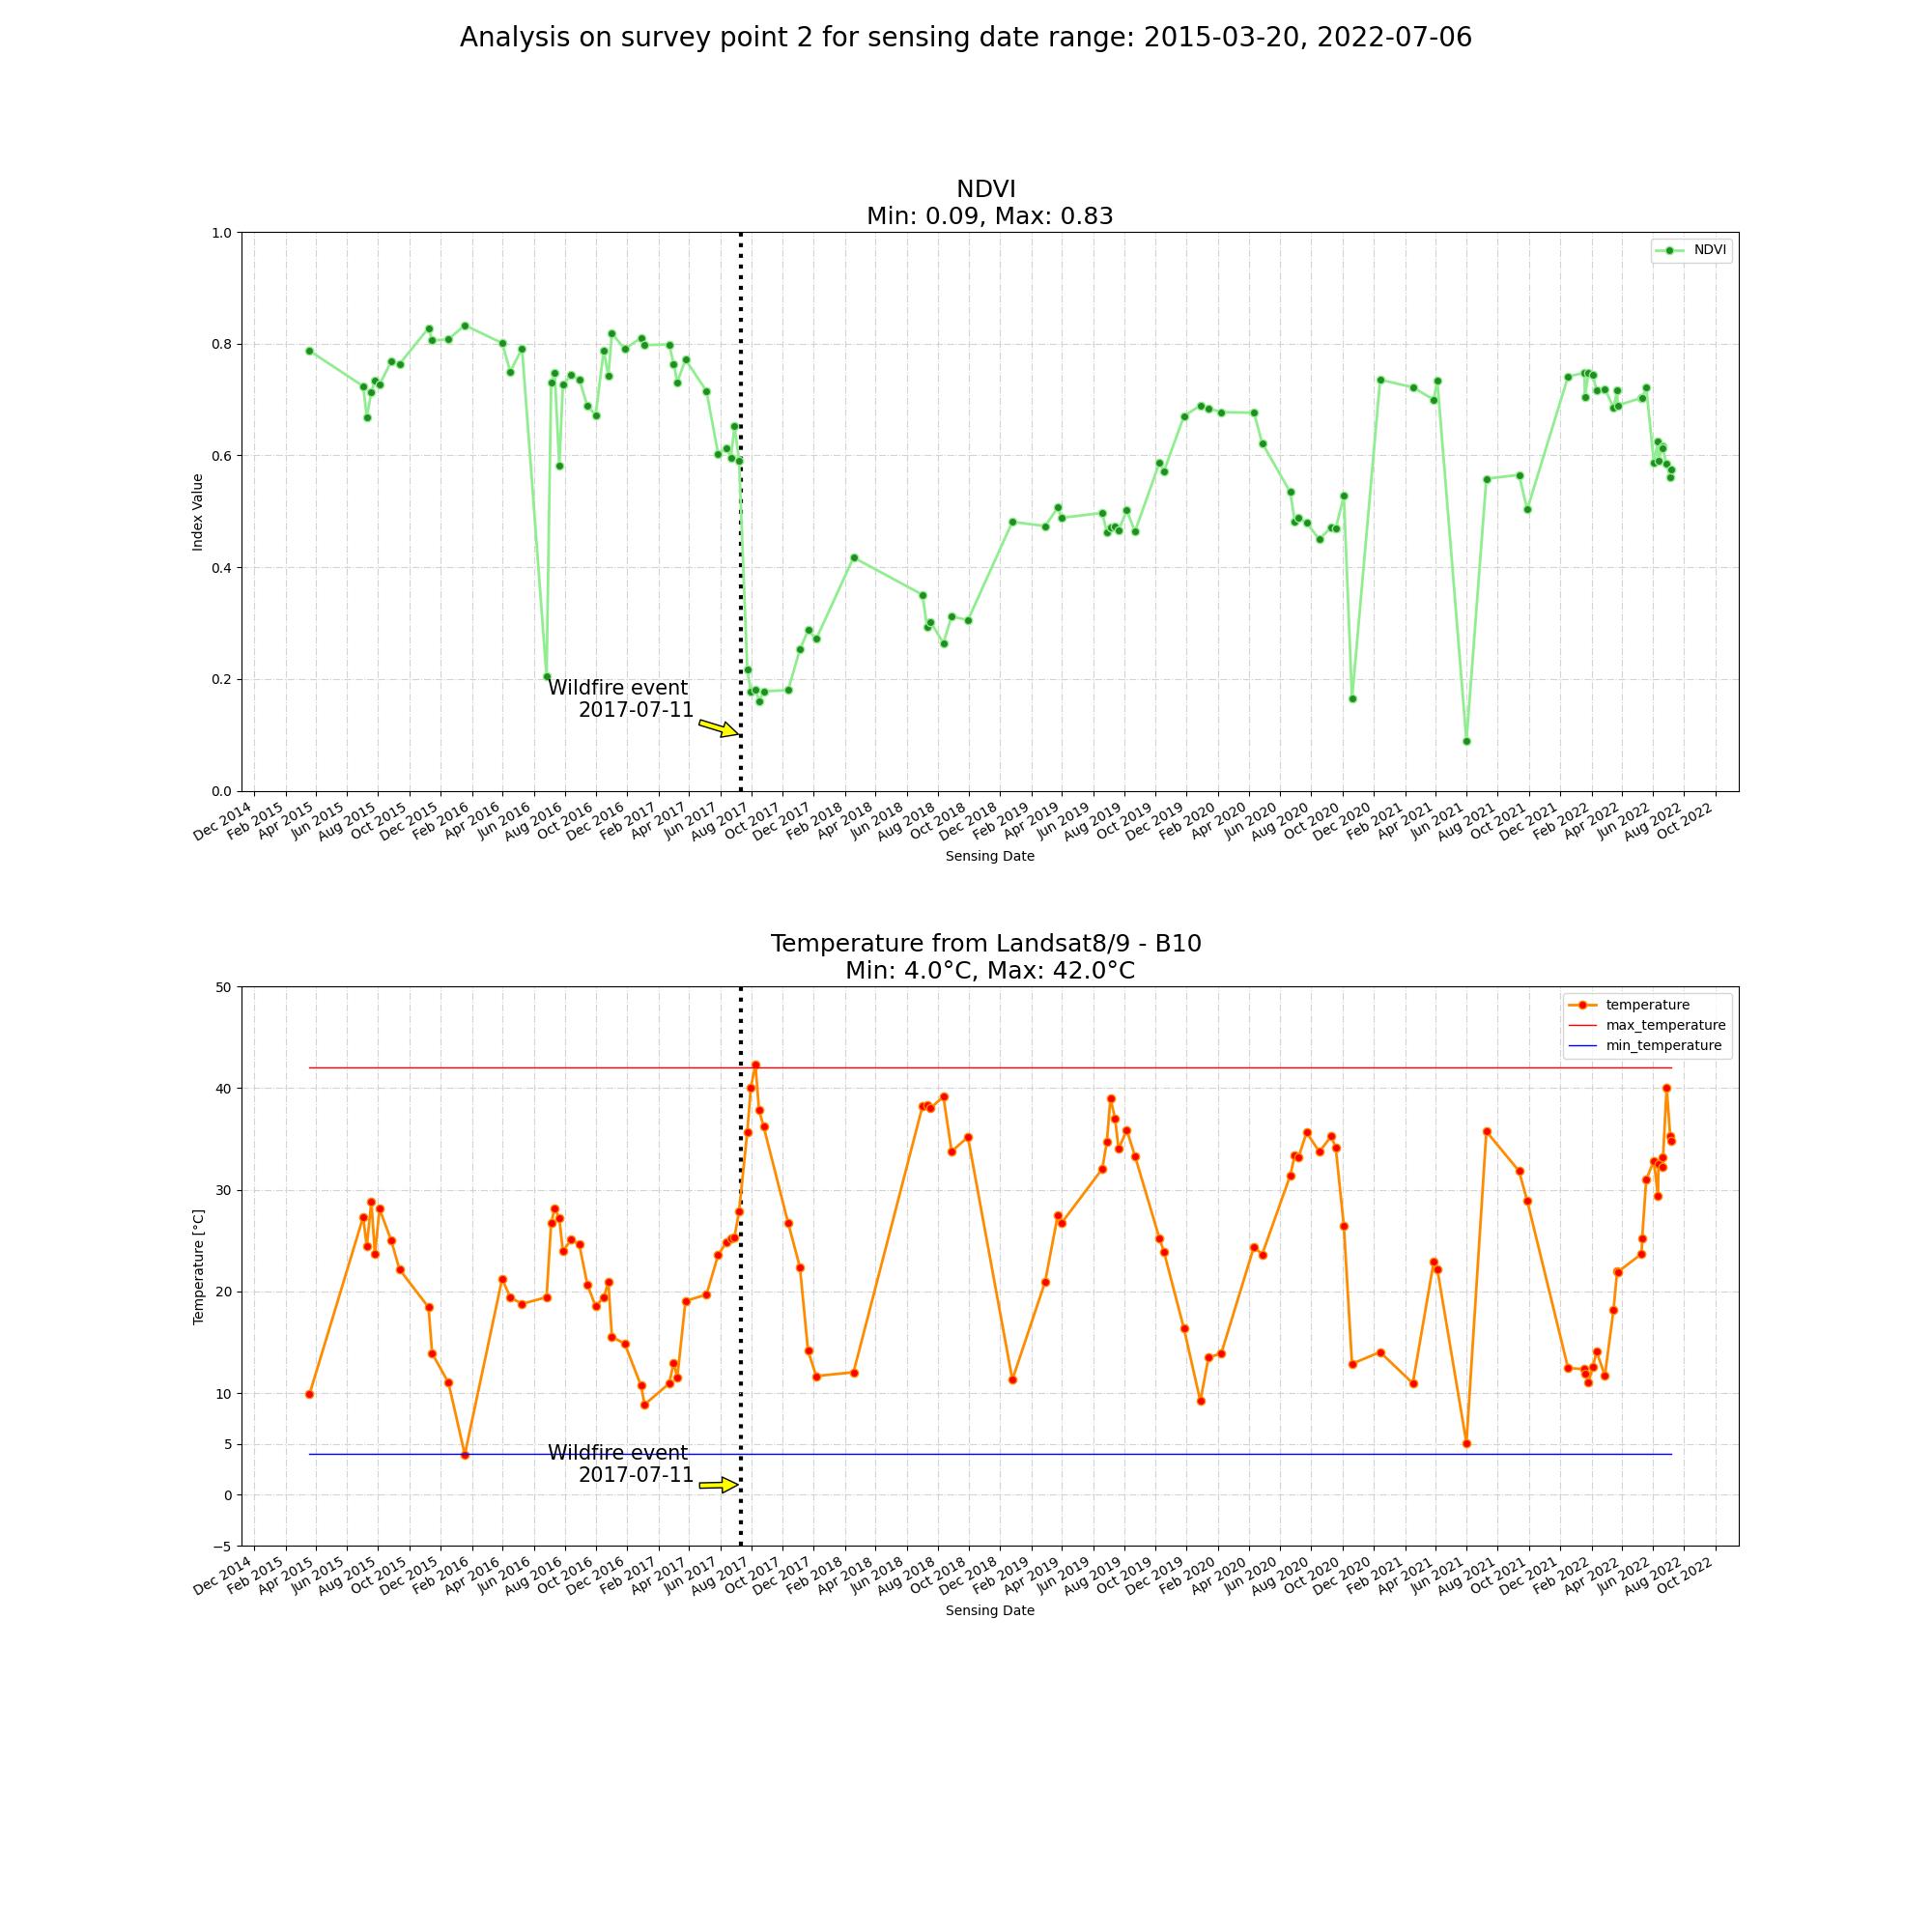 Analysis on survey point 2 for sensing date range: 2015-03-20, 2022-07-06
NDVI
Min: 0.09, Max: 0.83
1.0
0.8
0.6
0.4
0.2
0.0
Index Value
NDVI
Wildfire event
2017-07-11
Dec 2014
Feb 2015
Apr 2015
Jun 2015
Aug 2015
Oct 2015
Dec 2015
Feb 2016
Apr 2016
Jun 2016
Aug 2016
Oct 2016
Dec 2016
Feb 2017
Apr 2017
Jun 2017
Aug 2017
Oct 2017
Dec 2017
Feb 2018
Apr 2018
Jun 2018
Aug 2018
Oct 2018
Dec 2018
Feb 2019
Apr 2019
Jun 2019
Aug 2019
Oct 2019
Dec 2019
Feb 2020
Apr 2020
Jun 2020
Aug 2020
Oct 2020
Dec 2020
Feb 2021
Apr 2021
Jun 2021
Aug 2021
Oct 2021
Dec 2021
Feb 2022
Apr 2022
Jun 2022
Aug 2022
Oct 2022
Sensing Date
Temperature from Landsat8/9 - B10
Min: 4.0°C, Max: 42.0°C
50
40
30
20
10
5
0
−5
Temperature [°C]
temperature
max_temperature
min_temperature
Wildfire event
2017-07-11
Dec 2014
Feb 2015
Apr 2015
Jun 2015
Aug 2015
Oct 2015
Dec 2015
Feb 2016
Apr 2016
Jun 2016
Aug 2016
Oct 2016
Dec 2016
Feb 2017
Apr 2017
Jun 2017
Aug 2017
Oct 2017
Dec 2017
Feb 2018
Apr 2018
Jun 2018
Aug 2018
Oct 2018
Dec 2018
Feb 2019
Apr 2019
Jun 2019
Aug 2019
Oct 2019
Dec 2019
Feb 2020
Apr 2020
Jun 2020
Aug 2020
Oct 2020
Dec 2020
Feb 2021
Apr 2021
Jun 2021
Aug 2021
Oct 2021
Dec 2021
Feb 2022
Apr 2022
Jun 2022
Aug 2022
Oct 2022
Sensing Date